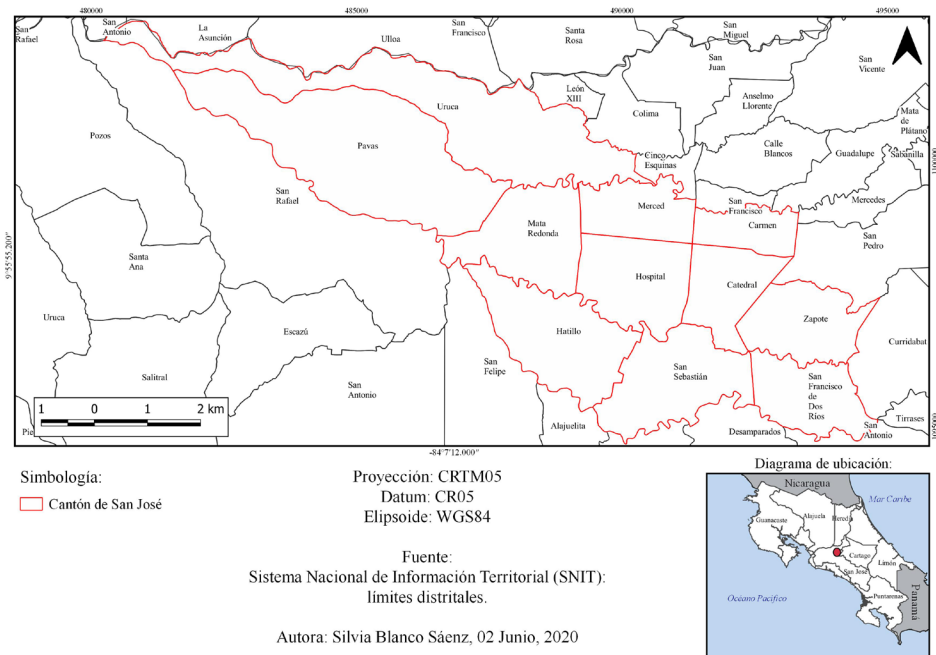 480000
485000
490000
495000
San
Rafael
San
Antonio
La
Asunción
Ulloa
San
Francisco
Santa
Rosa
San
Miguel
San
Juan
San
Vicente
León
XIII
Anselmo
Llorente
Mata
de
Plátano
Uruca
Colima
Pozos
Pavas
Calle
Blancos
Guadalupe
Sabanilla
Cinco
Esquinas
1100000
San
Rafael
Mercedes
Merced
San
Francisco
Carmen
Mata
Redonda
San
Pedro
9°55'55.200"
Santa
Ana
Hospital
Catedral
Uruca
Escazú
Hatillo
Zapote
Curridabat
San
Felipe
San
Sebastián
Salitral
San
Antonio
San
Francisco
de
Dos
Ríos
Tirrases
Alajuelita
Desamparados
San
Antonio
1095000
Pie
1 0 1 2 km
-84°7'12.000"
Simbología:
Cantón de San José
Proyección: CRTM05
Datum: CR05
Elipsoide: WGS84
Fuente:
Sistema Nacional de Información Territorial (SNIT):
límites distritales.
Autora: Silvia Blanco Sáenz, 02 Junio, 2020
Diagrama de ubicación:
Nicaragua
Mar Caribe
Alajuela
Heredia
Guanacaste
Cartago
Limón
San José
Puntarenas
Océano Pacífico
Panamá